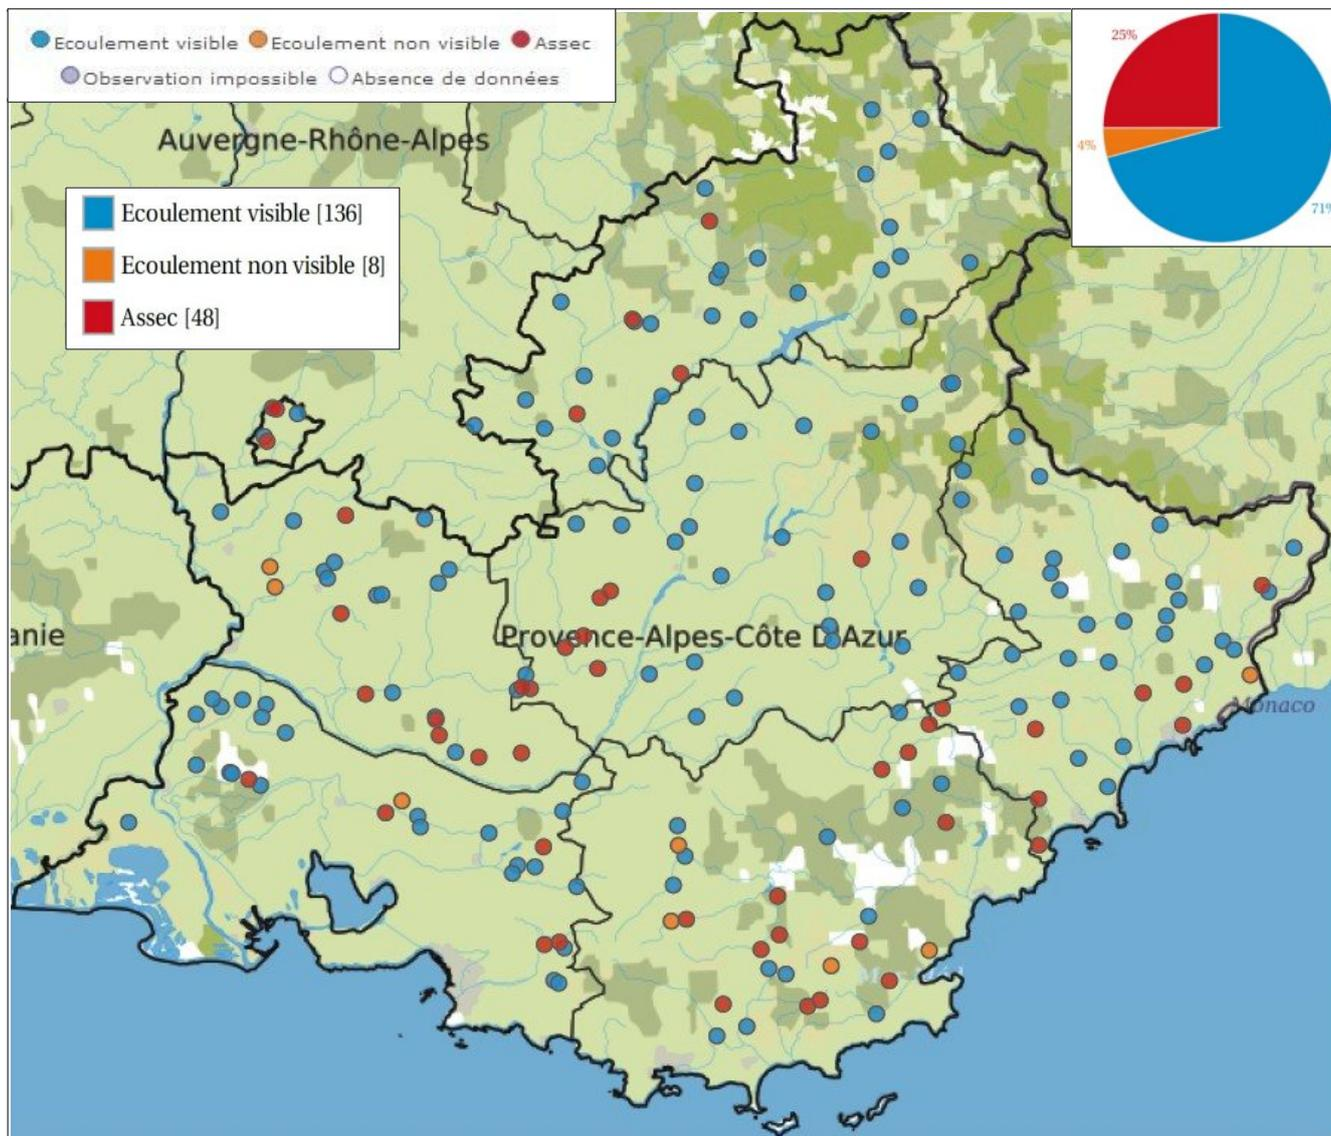 Ecoulement visible Ecoulement non visible Assec
Observation impossible Absence de données
25%
4%
71%
Auvergne-Rhône-Alpes
Ecoulement visible [136]
Ecoulement non visible [8]
Assec [48]
anie
Provence-Alpes-Côte D'Azur
Monaco